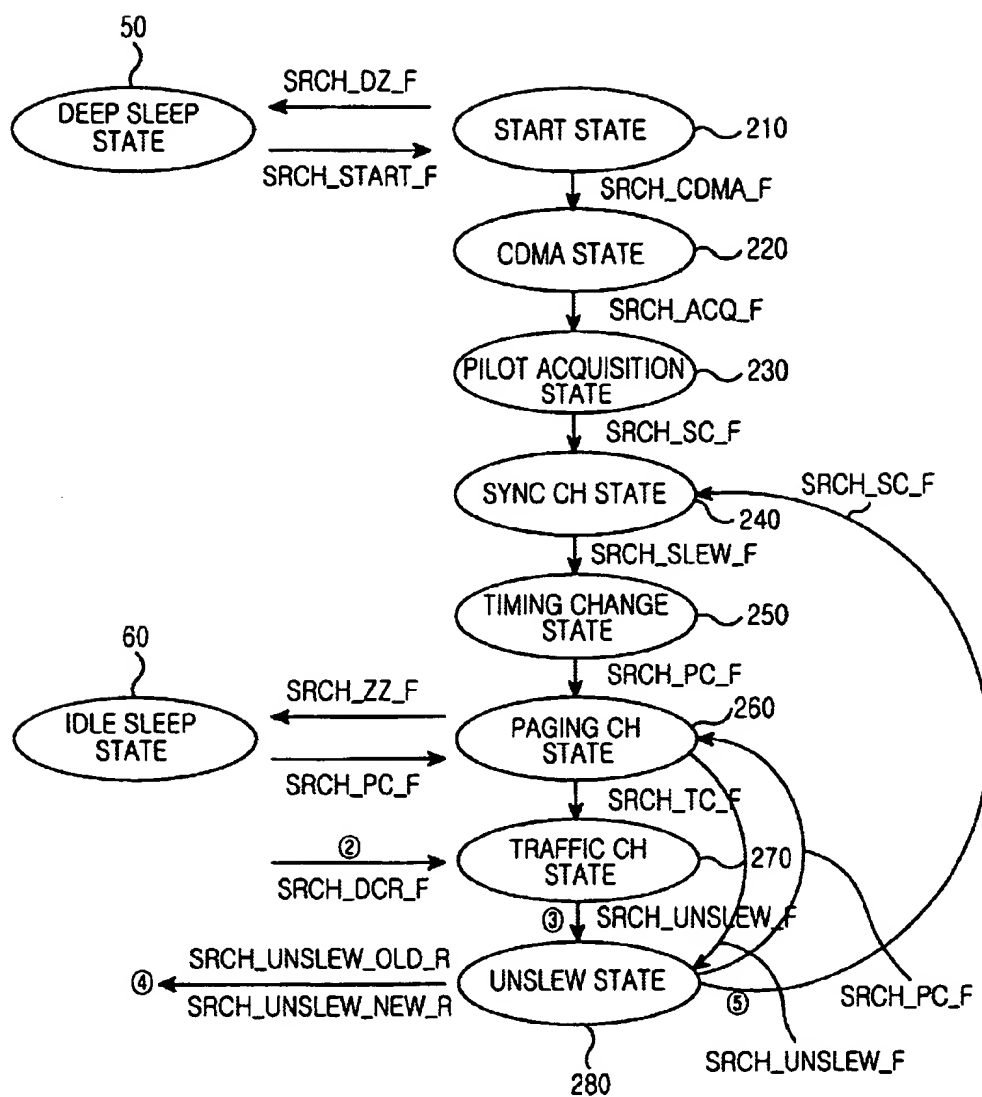 50
DEEP SLEEP
STATE
SRCH_DZ_F
SRCH_START_F
START STATE
210
SRCH_CDMA_F
CDMA STATE
220
SRCH_ACQ_F
PILOT ACQUISITION
STATE
230
SRCH_SC_F
SYNC CH STATE
240
SRCH_SC_F
SRCH_SLEW_F
TIMING CHANGE
STATE
250
60
SRCH_PC_F
IDLE SLEEP
STATE
SRCH_ZZ_F
SRCH_PC_F
PAGING CH
STATE
260
SRCH_TC_F
②
SRCH_DCR_F
TRAFFIC CH
STATE
270
③
SRCH_UNSLEW_F
④
SRCH_UNSLEW_OLD_R
SRCH_UNSLEW_NEW_R
UNSLEW STATE
⑤
SRCH_PC_F
SRCH_UNSLEW_F
280